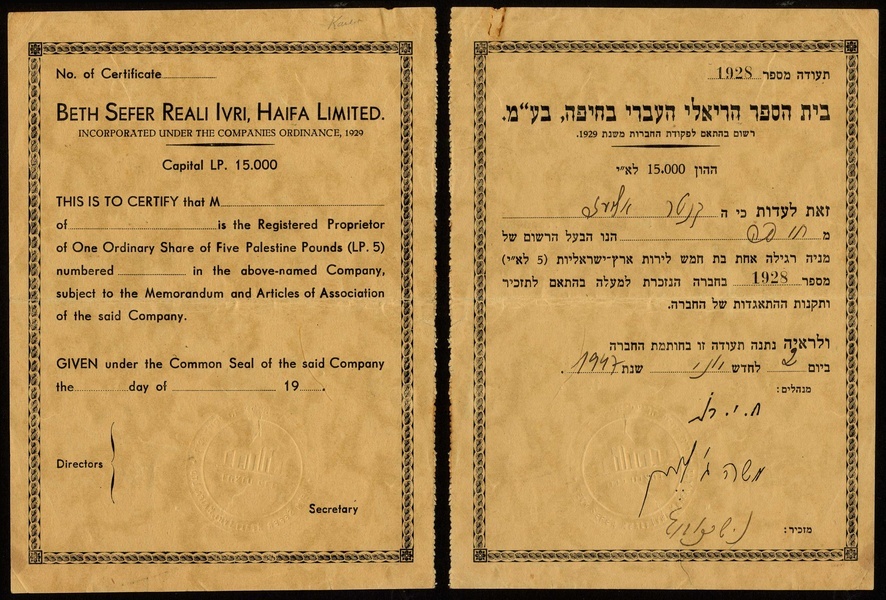 Karen
No. of Certificate
BETH SEFER REALI IVRI, HAIFA LIMITED.
INCORPORATED UNDER THE COMPANIES ORDINANCE, 1929
Capital LP. 15.000
THIS IS TO CERTIFY that M
of is the Registered Proprietor
of One Ordinary Share of Five Palestine Pounds (LP. 5)
numbered in the above-named Company,
subject to the Memorandum and Articles of Association
of the said Company.
GIVEN under the Common Seal of the said Company
the day of 19 .
Directors
Secretary
תעודה מספר 1928
בית הספר הריאלי העברי בחיפה, בע"מ.
רשום בהתאם לפקודת החברות משנת 1929.
ההון 15.000 לא"י
זאת לעדות כי ה קנטר
מ חיפה הנו הבעל הרשום של
מניה רגילה אחת בת חמש לירות ארץ-ישראליות (5 לא"י)
מספר 1928 בחברה הנזכרת למעלה בהתאם לתזכיר
ותקנות ההתאגדות של החברה.
ולראיה נתנה תעודה זו בחותמת החברה
ביום 2 לחדש יוני שנת 1947.
מנהלים:
מזכיר: